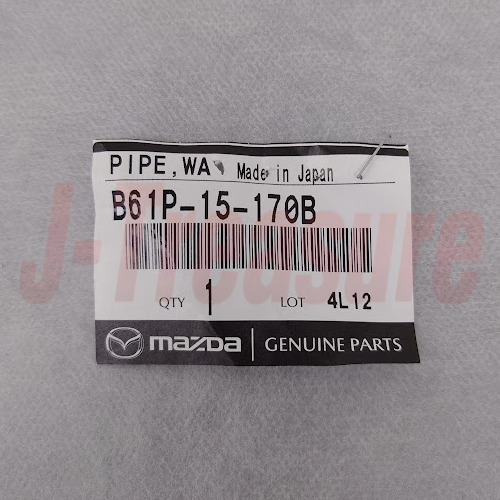 PIPE, WA Made in Japan
B61P-15-170B
QTY 1 LOT 4L12
mazda GENUINE PARTS
J-Treasure